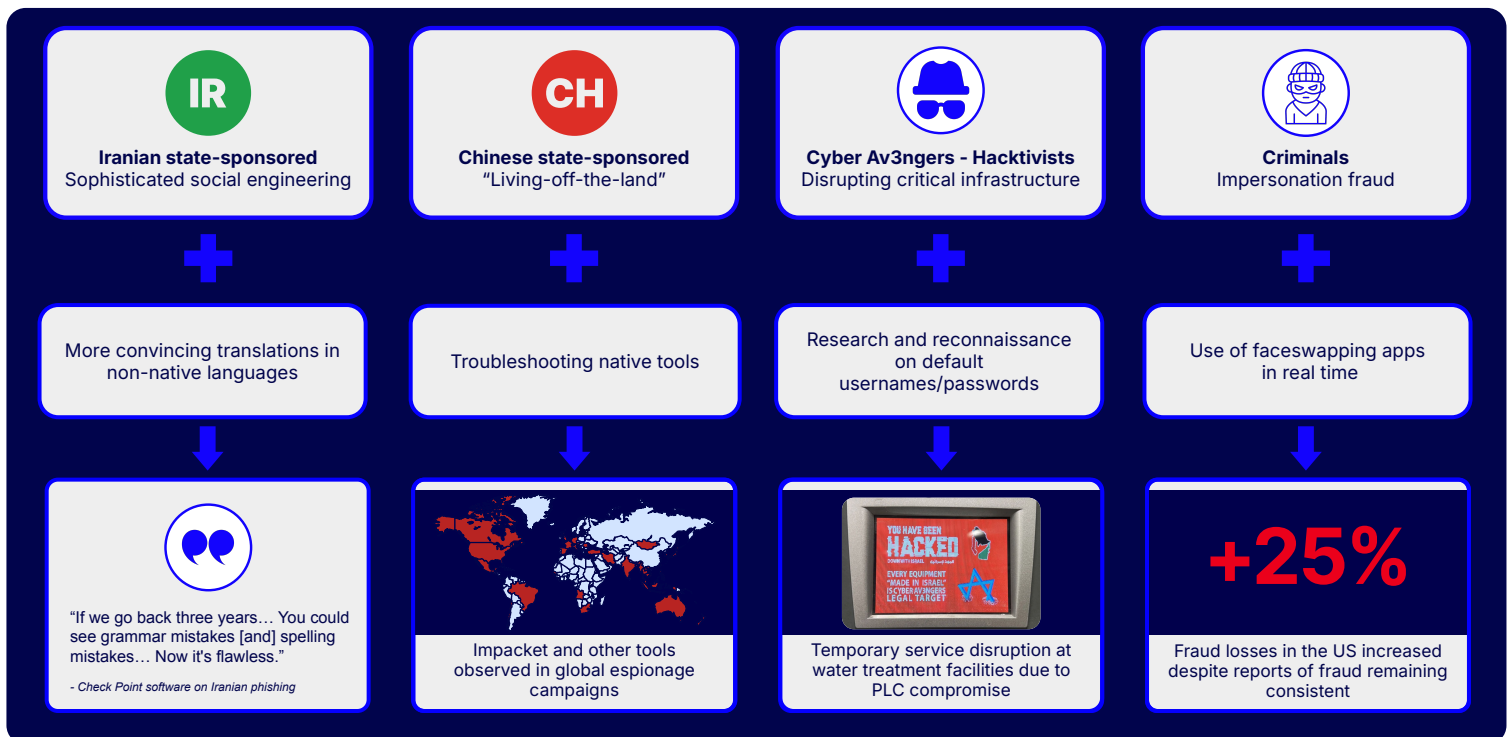 IR
Iranian state-sponsored
Sophisticated social engineering
CH
Chinese state-sponsored
“Living-off-the-land”
Cyber Av3ngers - Hacktivists
Disrupting critical infrastructure
Criminals
Impersonation fraud
More convincing translations in
non-native languages
Troubleshooting native tools
Research and reconnaissance
on default
usernames/passwords
Use of faceswapping apps
in real time
“If we go back three years… You could
see grammar mistakes [and] spelling
mistakes… Now it's flawless.”
- Check Point software on Iranian phishing
Impacket and other tools
observed in global espionage
campaigns
YOU HAVE BEEN
HACKED
EVERY EQUIPMENT
"MADE IN ISRAEL"
IS CYBERAV3NGERS
LEGAL TARGET
Temporary service disruption at
water treatment facilities due to
PLC compromise
+25%
Fraud losses in the US increased
despite reports of fraud remaining
consistent